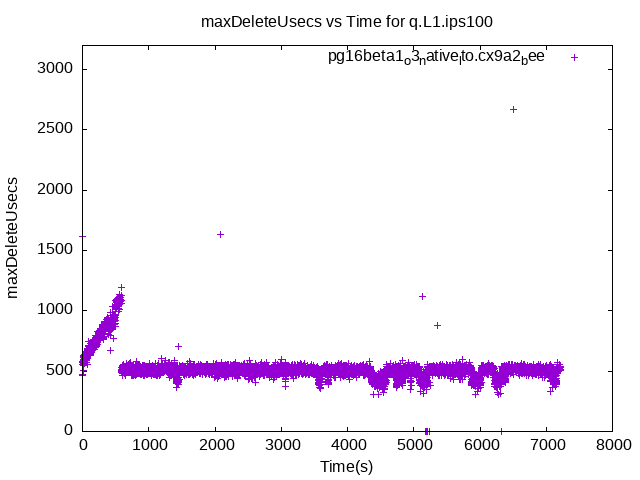 maxDeleteUsecs vs Time for q.L1.ips100
pg16beta1ₒ3ₙativeₗto.cx9a2_bee
3000
2500
2000
1500
1000
500
0
maxDeleteUsecs
0 1000 2000 3000 4000 5000 6000 7000 8000
Time(s)